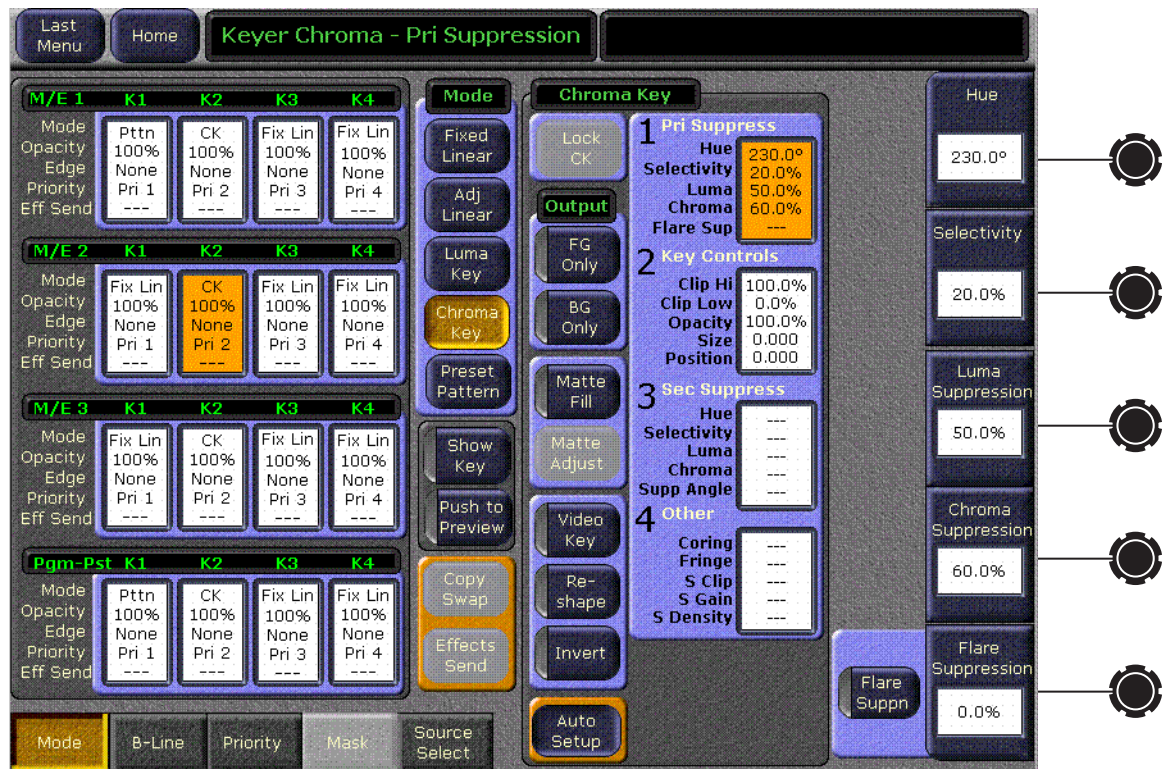 Last
Menu
Home
Keyer Chroma - Pri Suppression
M/E 1 K1 K2 K3 K4
Mode Pttn CK Fix Lin Fix Lin
Opacity 100% 100% 100% 100%
Edge None None None None
Priority Pri 1 Pri 2 Pri 3 Pri 4
Eff Send --- --- --- ---
M/E 2 K1 K2 K3 K4
Mode Fix Lin CK Fix Lin Fix Lin
Opacity 100% 100% 100% 100%
Edge None None None None
Priority Pri 1 Pri 2 Pri 3 Pri 4
Eff Send --- --- --- ---
M/E 3 K1 K2 K3 K4
Mode Fix Lin CK Fix Lin Fix Lin
Opacity 100% 100% 100% 100%
Edge None None None None
Priority Pri 1 Pri 2 Pri 3 Pri 4
Eff Send --- --- --- ---
Pgm-Pst K1 K2 K3 K4
Mode Pttn CK Fix Lin Fix Lin
Opacity 100% 100% 100% 100%
Edge None None None None
Priority Pri 1 Pri 2 Pri 3 Pri 4
Eff Send --- --- --- ---
Mode
Fixed
Linear
Adj
Linear
Luma
Key
Chroma
Key
Preset
Pattern
Show
Key
Push to
Preview
Copy
Swap
Effects
Send
Chroma Key
Lock
CK
Output
FG
Only
BG
Only
Matte
Fill
Matte
Adjust
Video
Key
Re-
shape
Invert
Auto
Setup
1 Pri Suppress
Hue 230.0º
Selectivity 20.0%
Luma 50.0%
Chroma 60.0%
Flare Sup ---
2 Key Controls
Clip Hi 100.0%
Clip Low 0.0%
Opacity 100.0%
Size 0.000
Position 0.000
3 Sec Suppress
Hue ---
Selectivity ---
Luma ---
Chroma ---
Supp Angle ---
4 Other
Coring ---
Fringe ---
S Clip ---
S Gain ---
S Density ---
Flare
Suppn
Hue
230.0º
Selectivity
20.0%
Luma
Suppression
50.0%
Chroma
Suppression
60.0%
Flare
Suppression
0.0%
Mode
B-Line
Priority
Mask
Source
Select